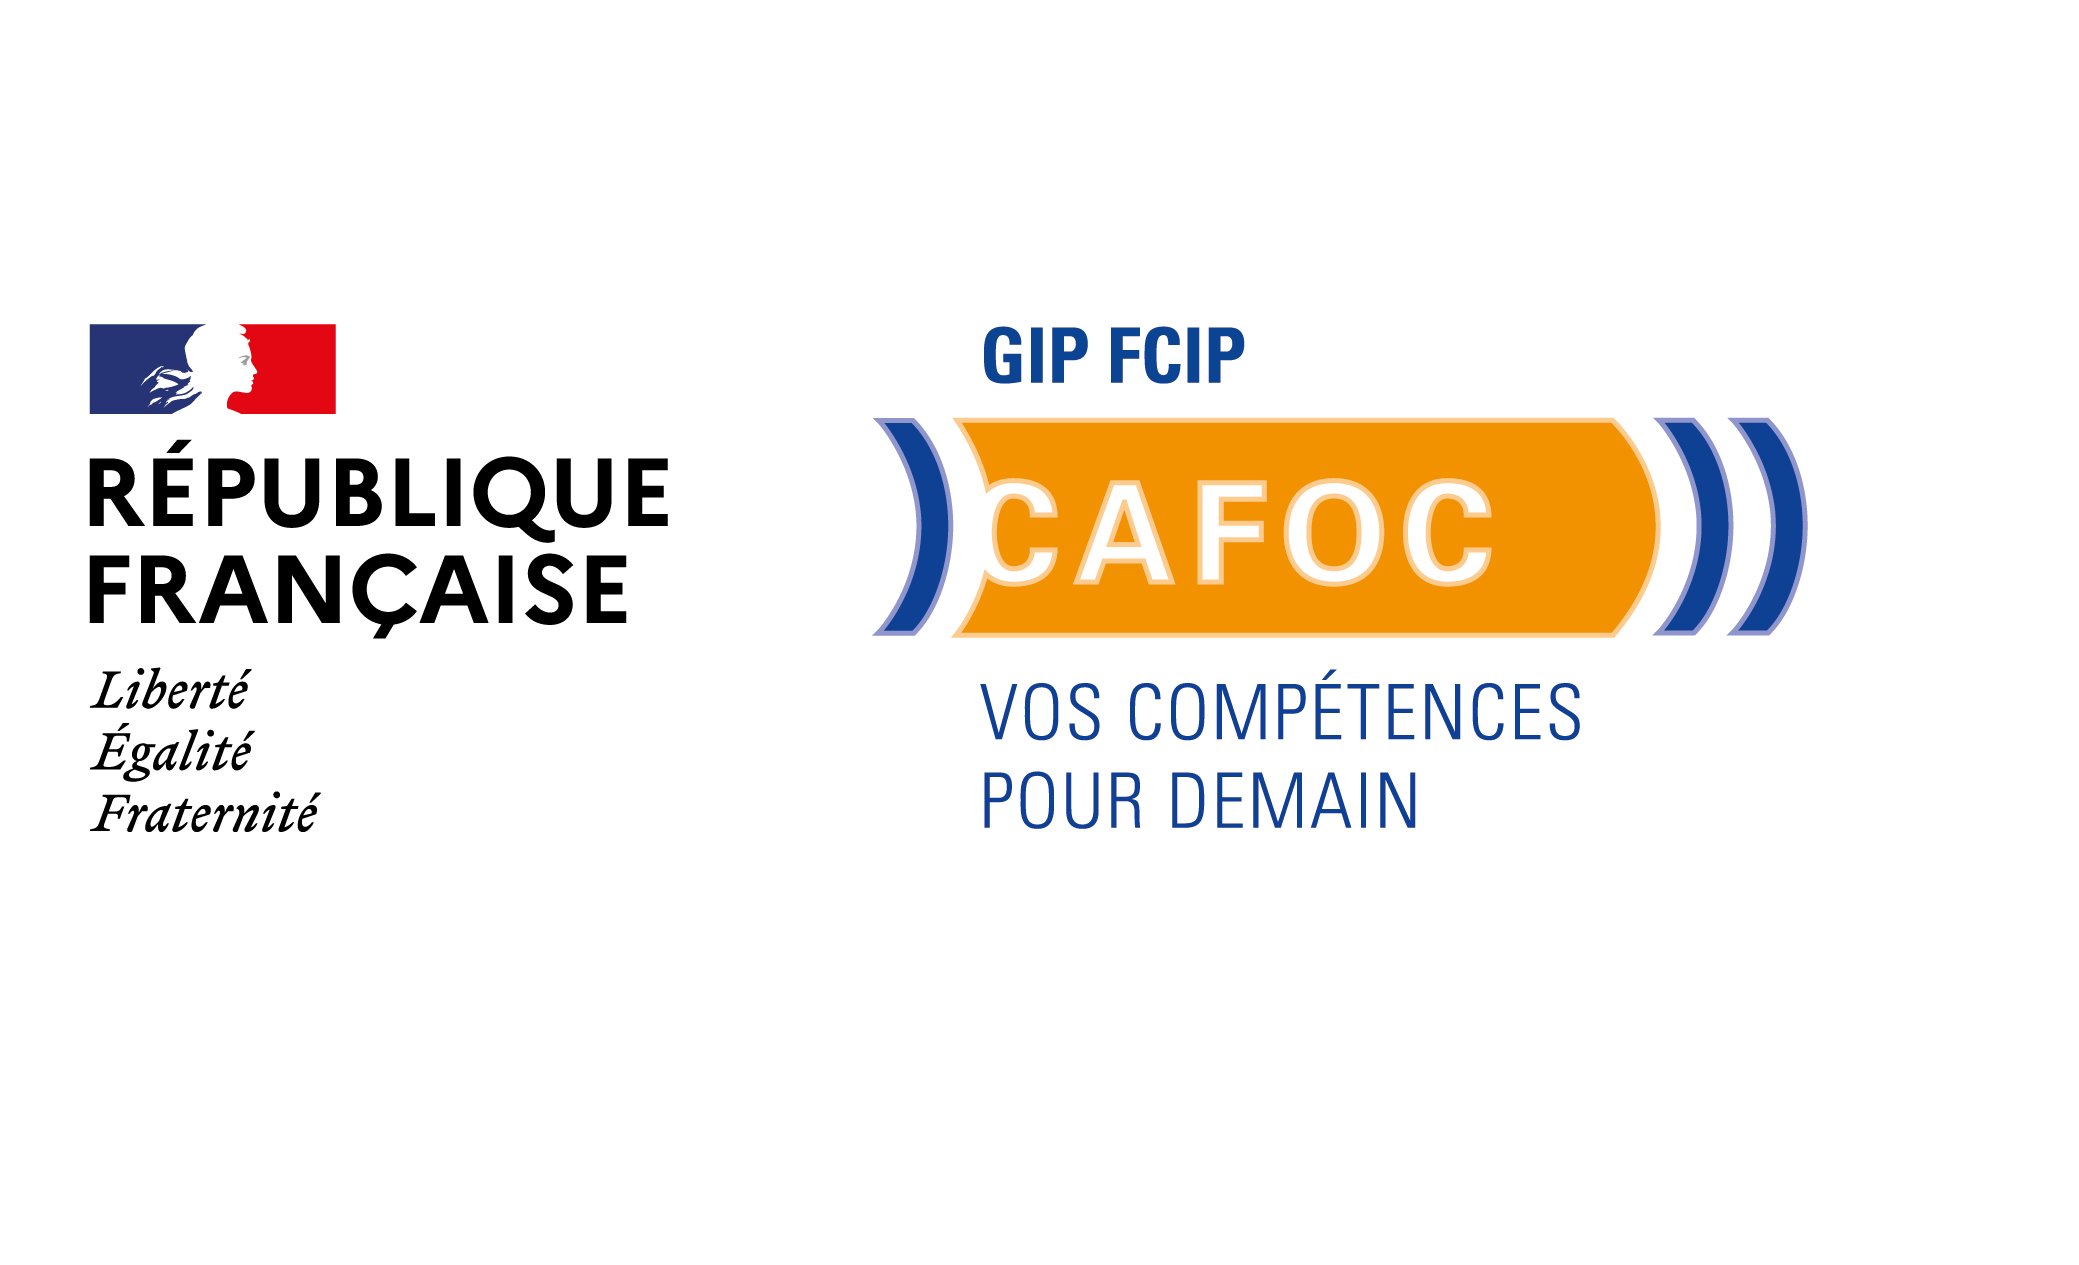 RÉPUBLIQUE
FRANÇAISE
Liberté
Égalité
Fraternité
GIP FCIP
CAFOC
VOS COMPÉTENCES
POUR DEMAIN